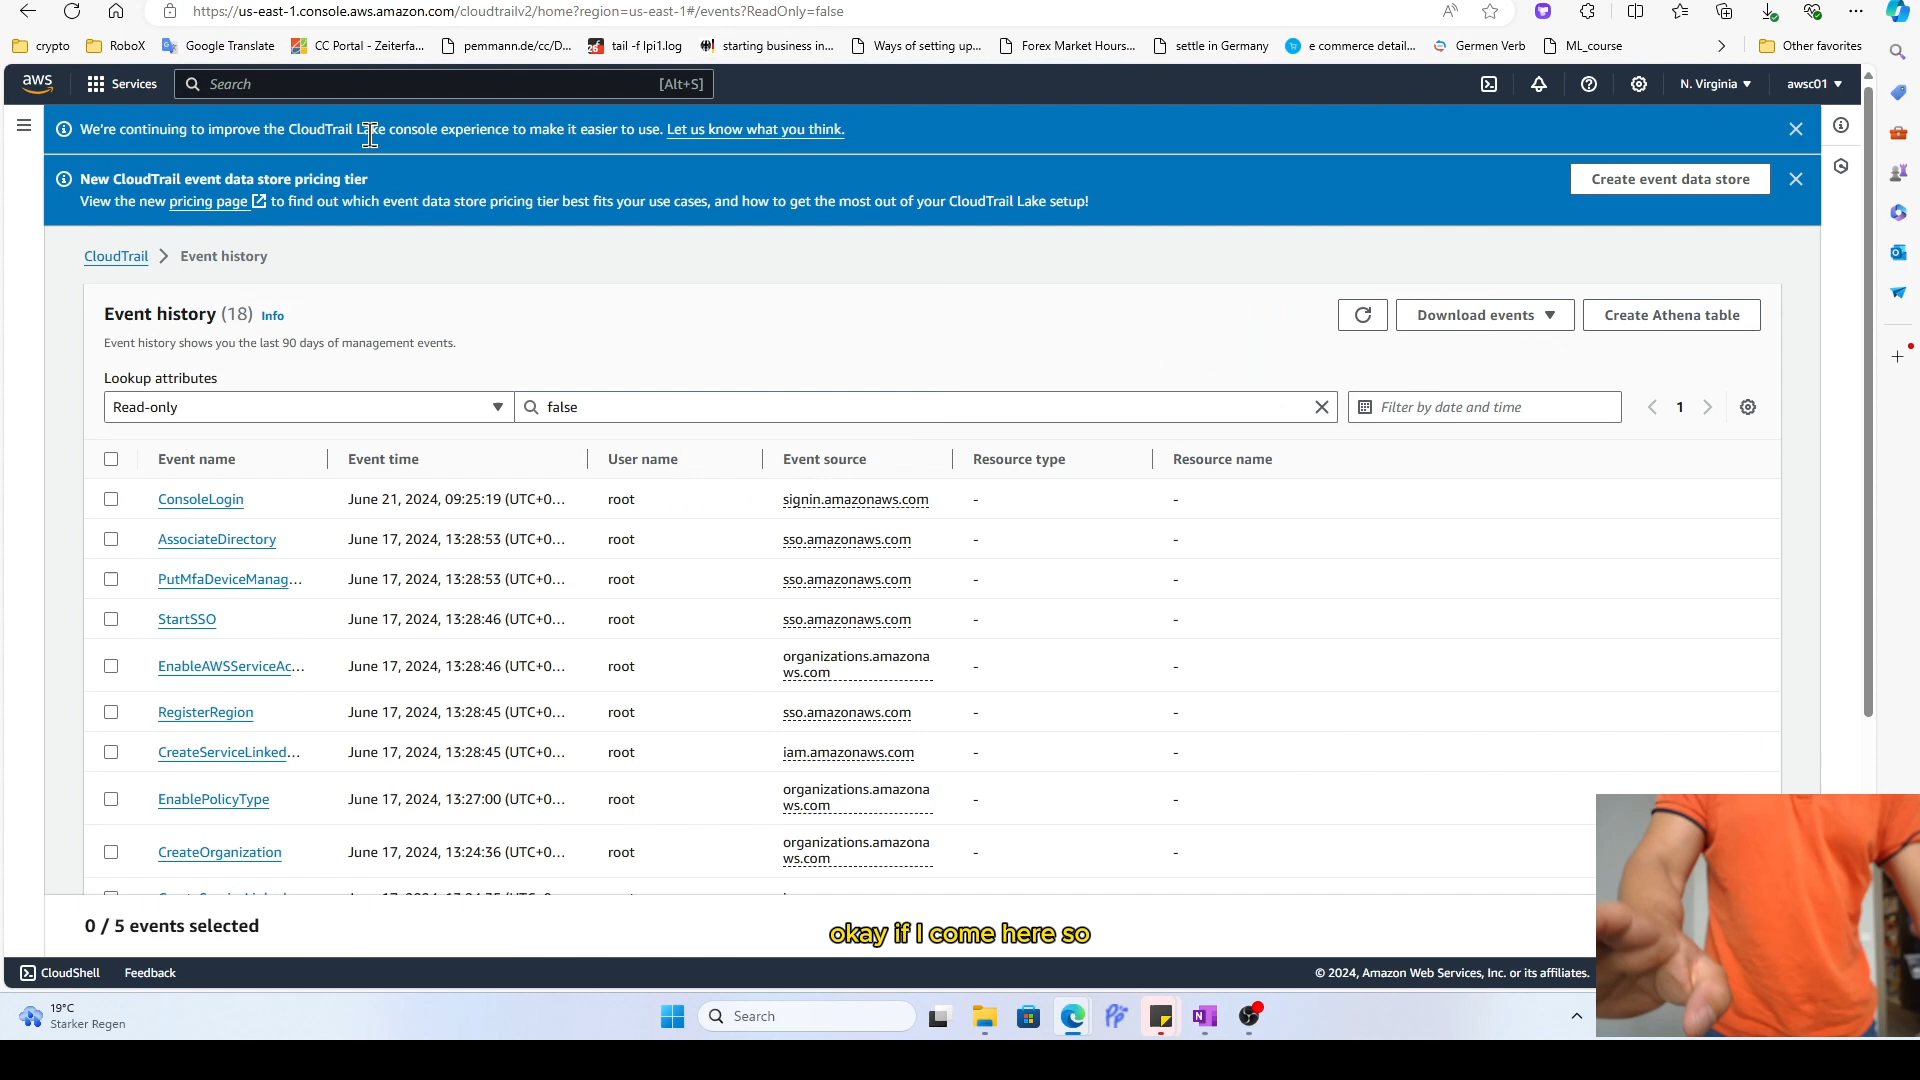 https://us-east-1.console.aws.amazon.com/cloudtrailv2/home?region=us-east-1#/events?ReadOnly=false
crypto RoboX Google Translate CC Portal - Zeiterfa... pemmann.de/cc/D... tail -f lpi1.log starting business in... Ways of setting up... Forex Market Hours... settle in Germany e commerce detail... Germen Verb ML_course Other favorites
aws Services Search [Alt+S] N. Virginia awsc01
We're continuing to improve the CloudTrail Lake console experience to make it easier to use. Let us know what you think.
New CloudTrail event data store pricing tier
Create event data store
View the new pricing page to find out which event data store pricing tier best fits your use cases, and how to get the most out of your CloudTrail Lake setup!
CloudTrail > Event history
Event history (18) Info
Download events Create Athena table
Event history shows you the last 90 days of management events.
Lookup attributes
Read-only false Filter by date and time 1
Event name Event time User name Event source Resource type Resource name
ConsoleLogin June 21, 2024, 09:25:19 (UTC+0... root signin.amazonaws.com - -
AssociateDirectory June 17, 2024, 13:28:53 (UTC+0... root sso.amazonaws.com - -
PutMfaDeviceManag... June 17, 2024, 13:28:53 (UTC+0... root sso.amazonaws.com - -
StartSSO June 17, 2024, 13:28:46 (UTC+0... root sso.amazonaws.com - -
EnableAWSServiceAc... June 17, 2024, 13:28:46 (UTC+0... root organizations.amazona
ws.com - -
RegisterRegion June 17, 2024, 13:28:45 (UTC+0... root sso.amazonaws.com - -
CreateServiceLinked... June 17, 2024, 13:28:45 (UTC+0... root iam.amazonaws.com - -
EnablePolicyType June 17, 2024, 13:27:00 (UTC+0... root organizations.amazona
ws.com - -
CreateOrganization June 17, 2024, 13:24:36 (UTC+0... root organizations.amazona
ws.com - -
0 / 5 events selected
okay if I come here so
CloudShell Feedback © 2024, Amazon Web Services, Inc. or its affiliates.
19°C
Starker Regen
Search